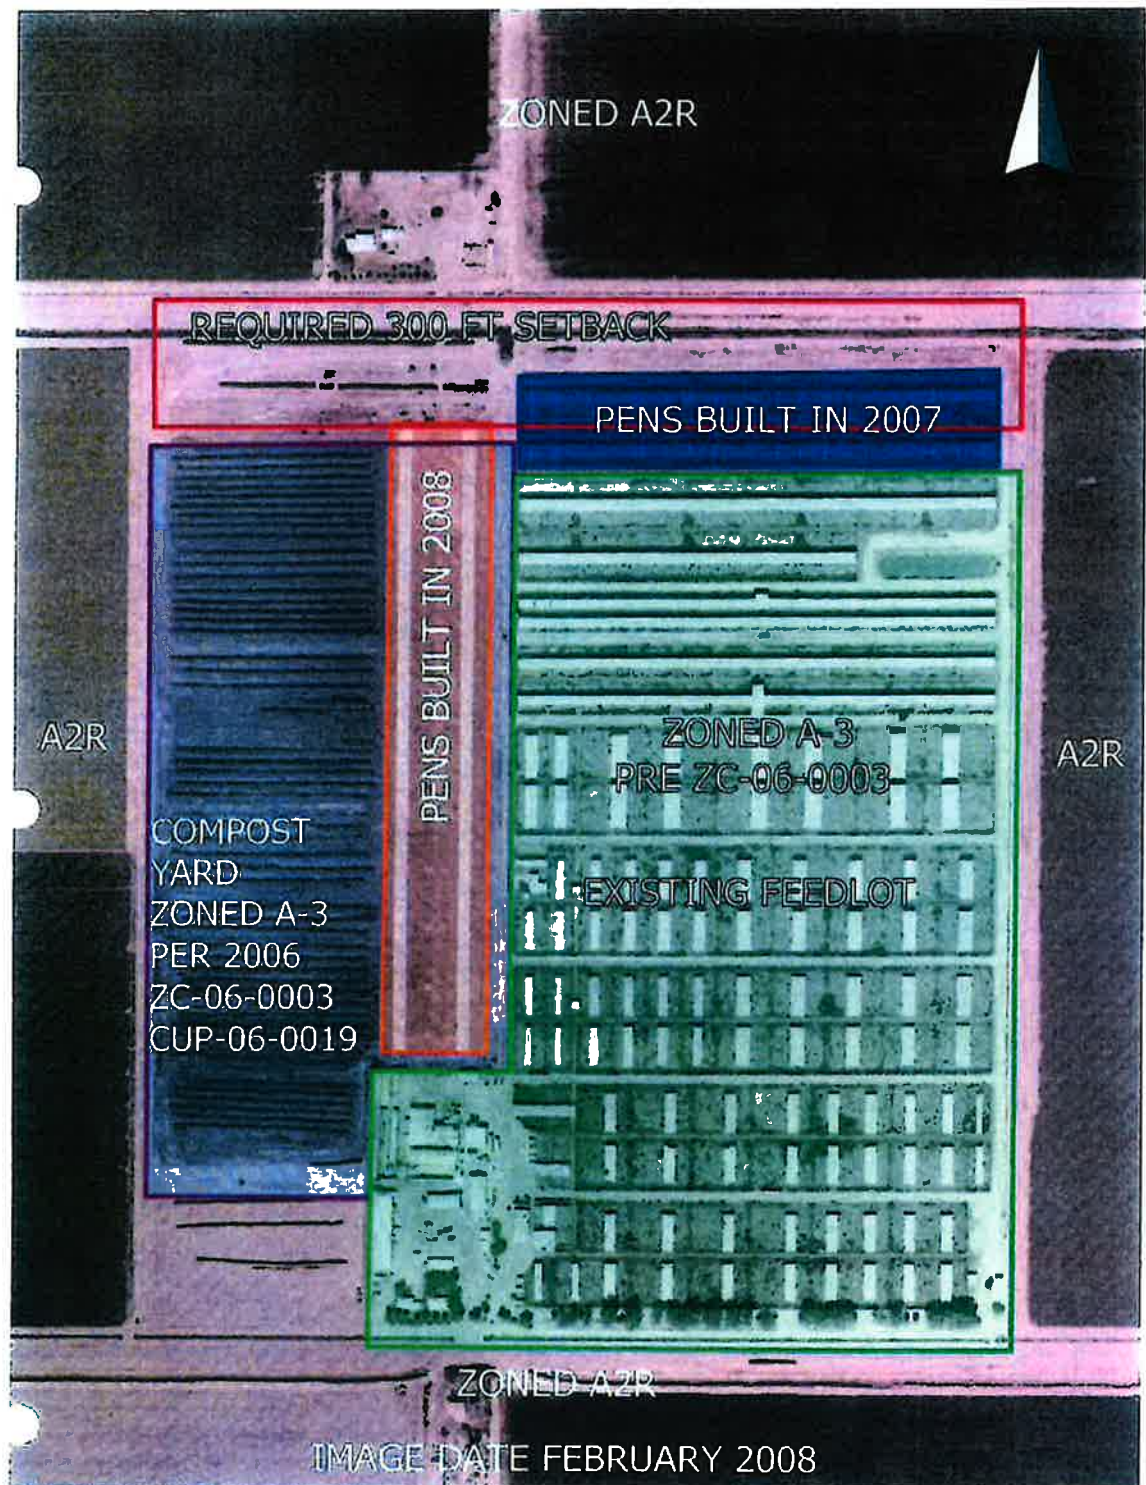 ZONED A2R
REQUIRED 300 FT SETBACK
PENS BUILT IN 2007
PENS BUILT IN 2008
A2R
ZONED A-3
PRE ZC-06-0003
A2R
COMPOST
YARD
ZONED A-3
PER 2006
ZC-06-0003
CUP-06-0019
EXISTING FEEDLOT
ZONED A2R
IMAGE DATE FEBRUARY 2008